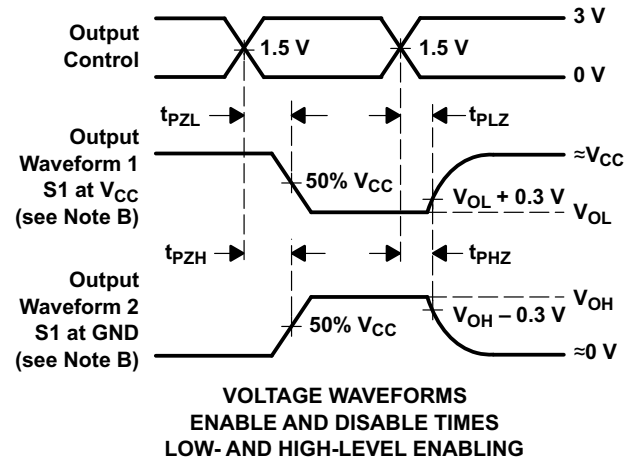 Output
Control
1.5 V
1.5 V
3 V
0 V
tPZL
tPLZ
Output
Waveform 1
S1 at VCC
(see Note B)
50% VCC
≈VCC
VOL + 0.3 V
VOL
tPZH
tPHZ
Output
Waveform 2
S1 at GND
(see Note B)
50% VCC
VOH
VOH – 0.3 V
≈0 V
VOLTAGE WAVEFORMS
ENABLE AND DISABLE TIMES
LOW- AND HIGH-LEVEL ENABLING